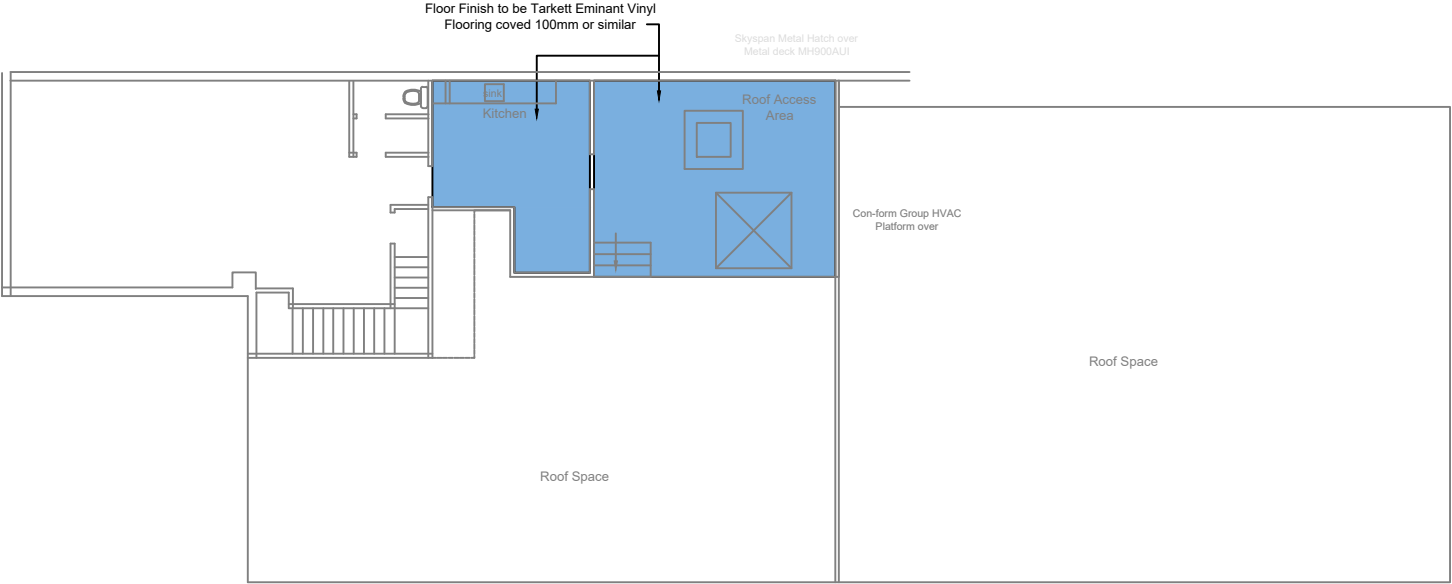 Floor Finish to be Tarkett Eminant Vinyl
Flooring coved 100mm or similar
Skyspan Metal Hatch over
Metal deck MH900AUI
sink
Kitchen
Roof Access
Area
Con-form Group HVAC
Platform over
Roof Space
Roof Space